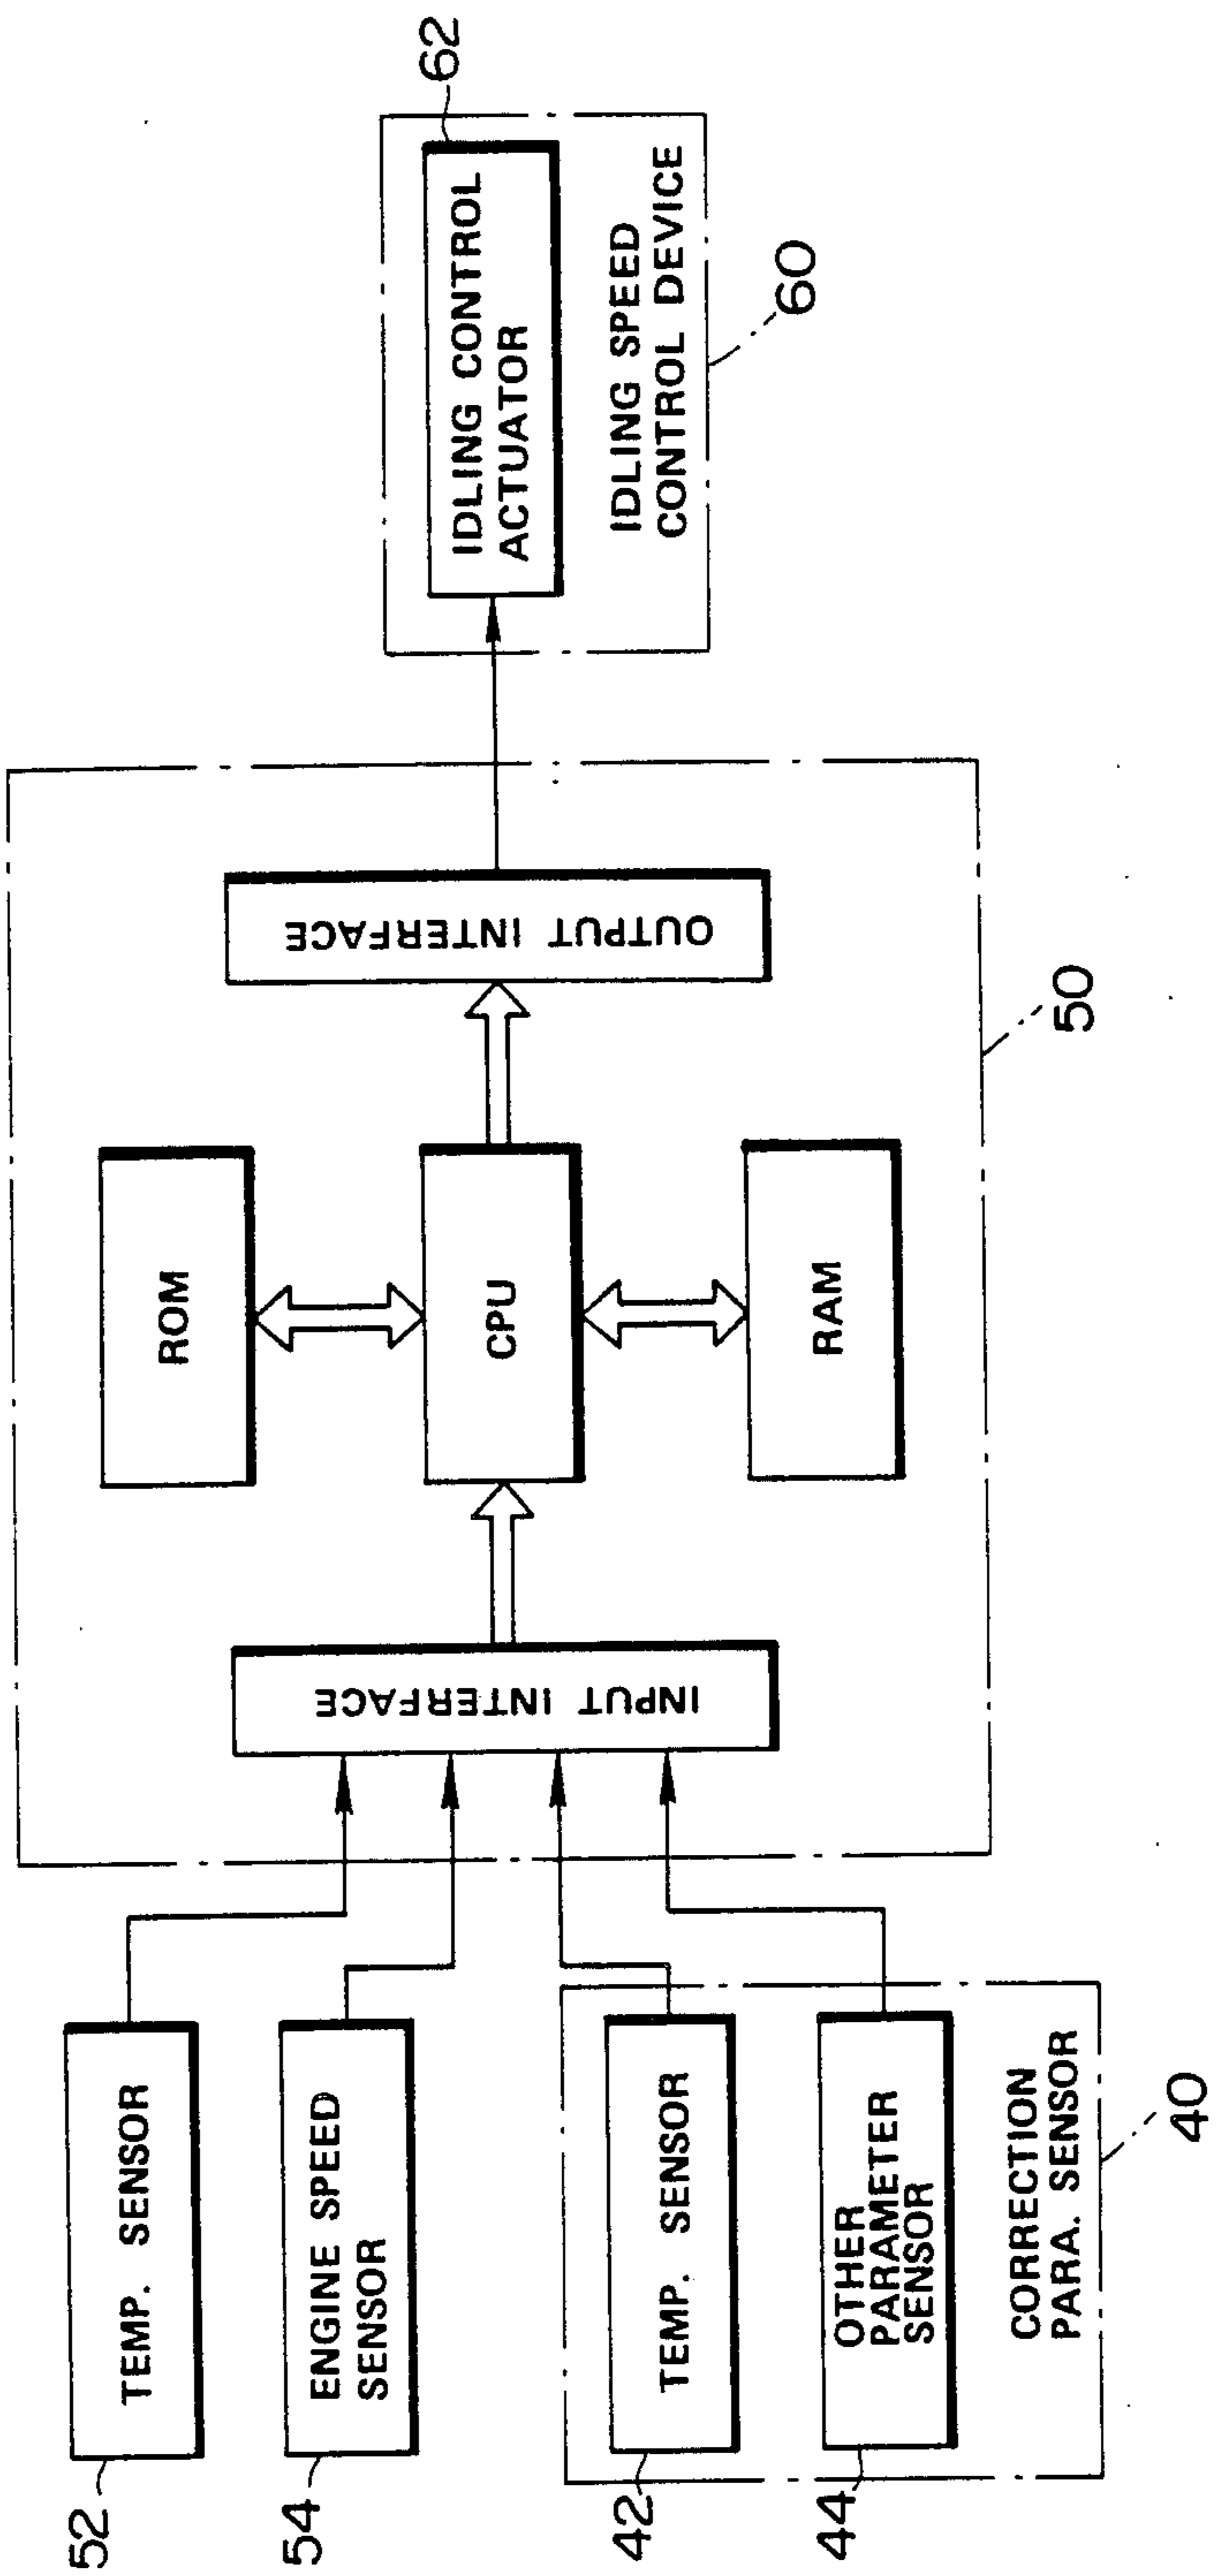 52
TEMP. SENSOR
54
ENGINE SPEED
SENSOR
42
TEMP. SENSOR
44
OTHER
PARAMETER
SENSOR
CORRECTION
PARA. SENSOR
40
INPUT INTERFACE
ROM
CPU
RAM
OUTPUT INTERFACE
50
IDLING CONTROL
ACTUATOR
62
IDLING SPEED
CONTROL DEVICE
60